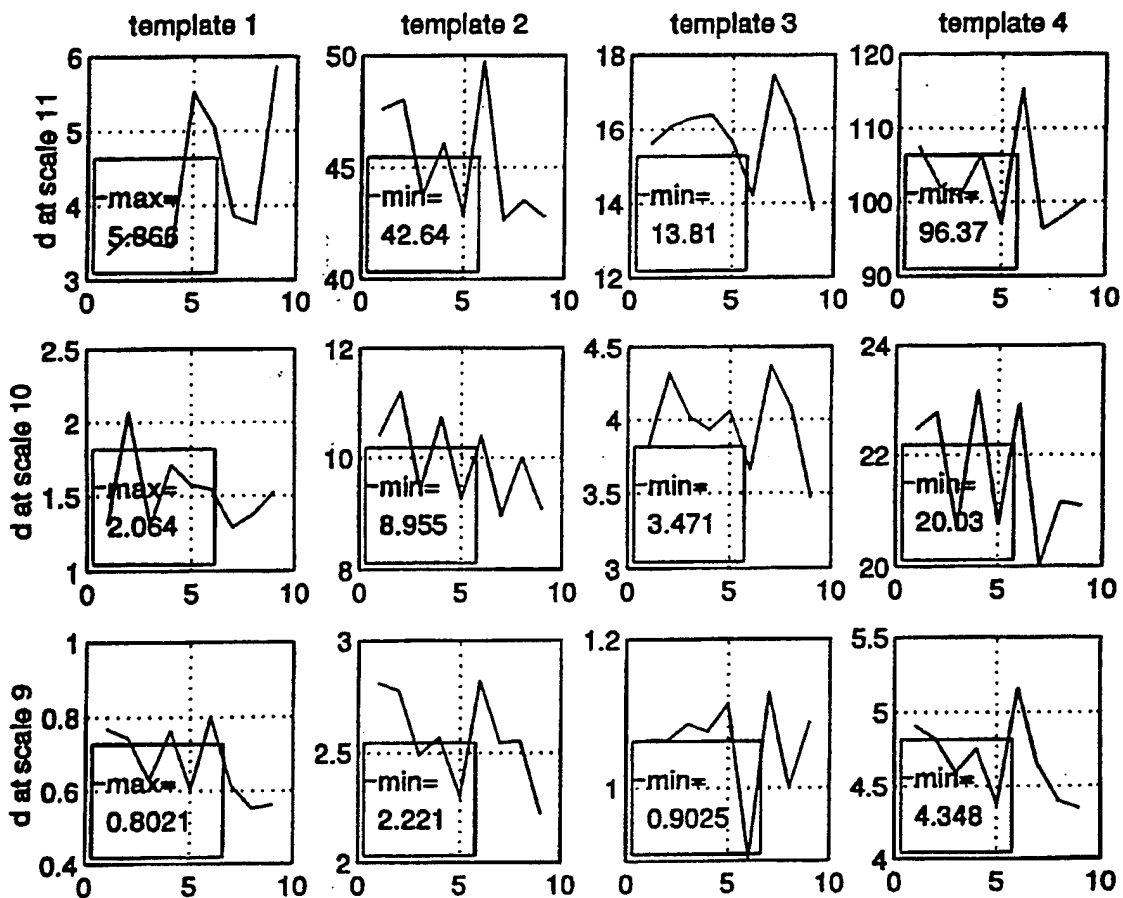 template 1 template 2 template 3 template 4
d at scale 11
6 5 4 3
max=
5.866
0 5 10
50 45 40
min=
42.64
0 5 10
18 16 14 12
min=
13.81
0 5 10
120 110 100 90
min=
96.37
0 5 10
d at scale 10
2.5 2 1.5 1
max=
2.064
0 5 10
12 10 8
min=
8.955
0 5 10
4.5 4 3.5 3
min=
3.471
0 5 10
24 22 20
min=
20.03
0 5 10
d at scale 9
1 0.8 0.6 0.4
max=
0.8021
0 5 10
3 2.5 2
min=
2.221
0 5 10
1.2 1
min=
0.9025
0 5 10
5.5 5 4.5 4
min=
4.348
0 5 10